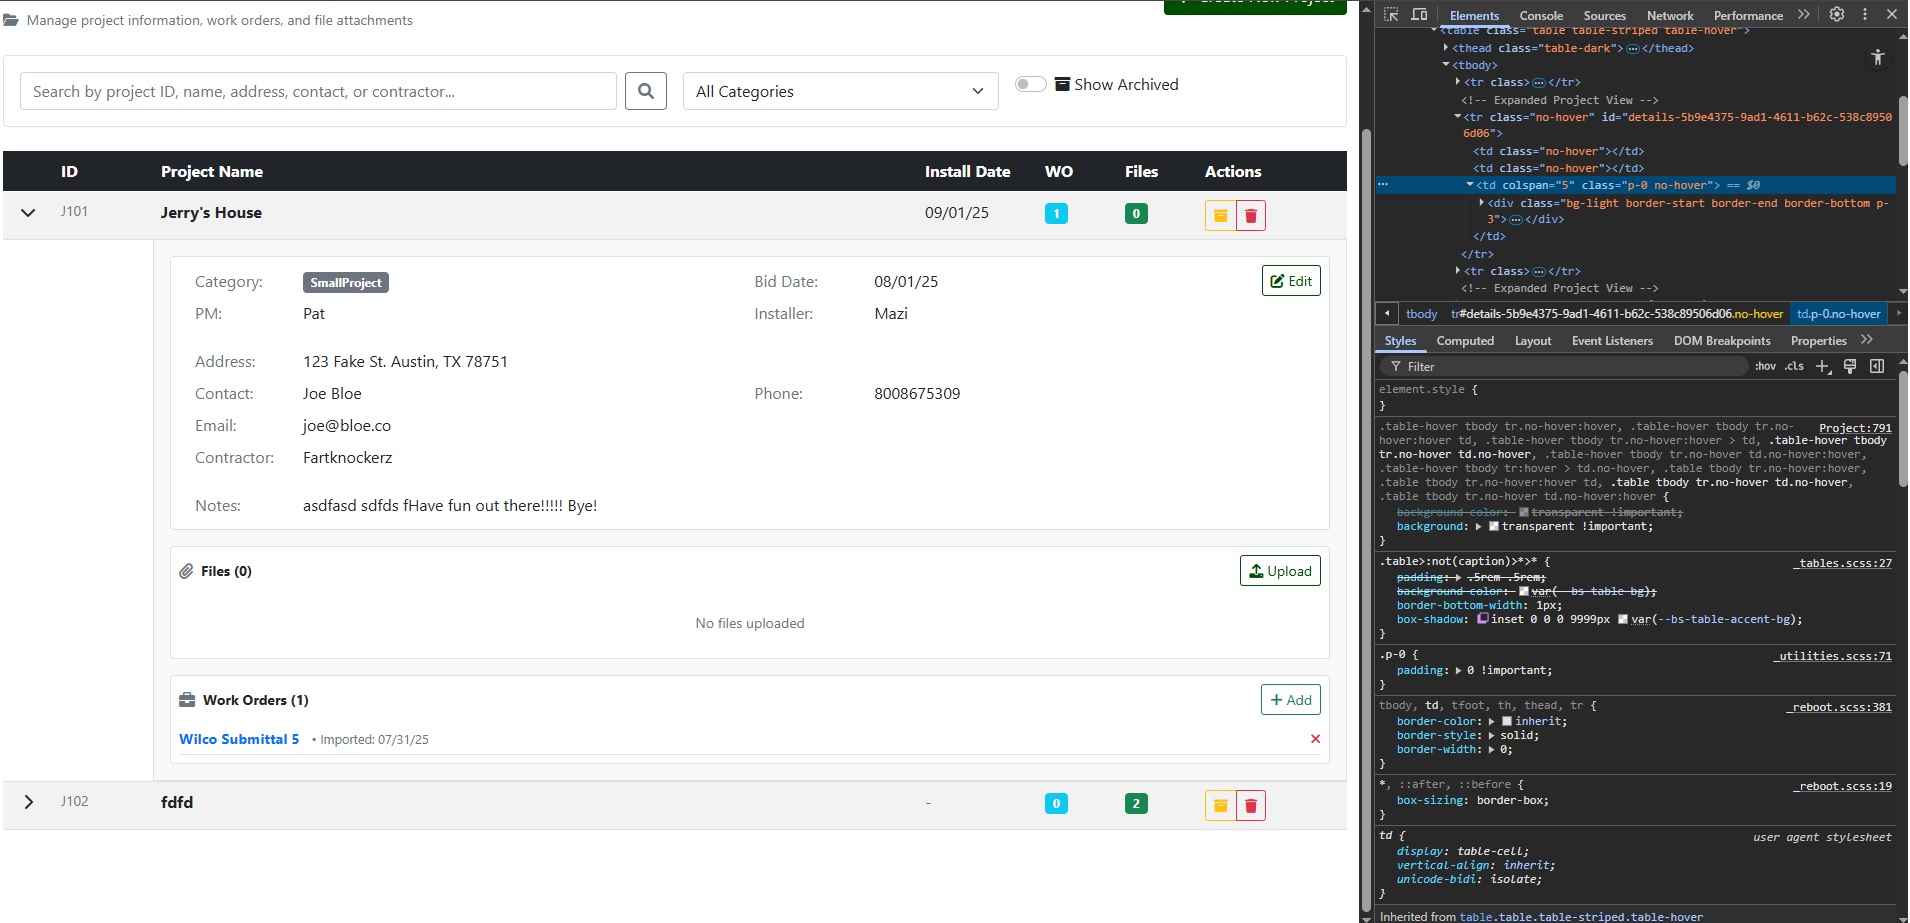 Manage project information, work orders, and file attachments
Create New Project
Search by project ID, name, address, contact, or contractor...
All Categories
Show Archived
ID Project Name Install Date WO Files Actions
J101 Jerry's House 09/01/25 1 0
Category: SmallProject Bid Date: 08/01/25 Edit
PM: Pat Installer: Mazi
Address: 123 Fake St. Austin, TX 78751
Contact: Joe Bloe Phone: 8008675309
Email: joe@bloe.co
Contractor: Fartknockerz
Notes: asdfasd sdfds fHave fun out there!!!!! Bye!
Files (0) Upload
No files uploaded
Work Orders (1) + Add
Wilco Submittal 5 • Imported: 07/31/25 ×
J102 fdfd - 0 2
Elements Console Sources Network Performance
<table class="table table-striped table-hover">
<thead class="table-dark">…</thead>
<tbody>
<tr class>…</tr>
<!-- Expanded Project View -->
<tr class="no-hover" id="details-5b9e4375-9ad1-4611-b62c-538c8950
6d06">
<td class="no-hover"></td>
<td class="no-hover"></td>
<td colspan="5" class="p-0 no-hover"> == $0
<div class="bg-light border-start border-end border-bottom p-
3">…</div>
</td>
</tr>
<tr class>…</tr>
<!-- Expanded Project View -->
tbody tr#details-5b9e4375-9ad1-4611-b62c-538c89506d06.no-hover td.p-0.no-hover
Styles Computed Layout Event Listeners DOM Breakpoints Properties
Filter :hov .cls
element.style {
}
.table-hover tbody tr.no-hover:hover, .table-hover tbody tr.no- Project:791
hover:hover td, .table-hover tbody tr.no-hover:hover > td, .table-hover tbody
tr.no-hover td.no-hover, .table-hover tbody tr.no-hover td.no-hover:hover,
.table-hover tbody tr:hover > td.no-hover, .table tbody tr.no-hover:hover,
.table tbody tr.no-hover:hover td, .table tbody tr.no-hover td.no-hover,
.table tbody tr.no-hover td.no-hover:hover {
background-color: transparent !important;
background: transparent !important;
}
.table>:not(caption)>*>* { _tables.scss:27
padding: .5rem .5rem;
background-color: var(--bs-table-bg);
border-bottom-width: 1px;
box-shadow: inset 0 0 0 9999px var(--bs-table-accent-bg);
}
.p-0 { _utilities.scss:71
padding: 0 !important;
}
tbody, td, tfoot, th, thead, tr { _reboot.scss:381
border-color: inherit;
border-style: solid;
border-width: 0;
}
*, ::after, ::before { _reboot.scss:19
box-sizing: border-box;
}
td { user agent stylesheet
display: table-cell;
vertical-align: inherit;
unicode-bidi: isolate;
}
Inherited from table.table.table-striped.table-hover